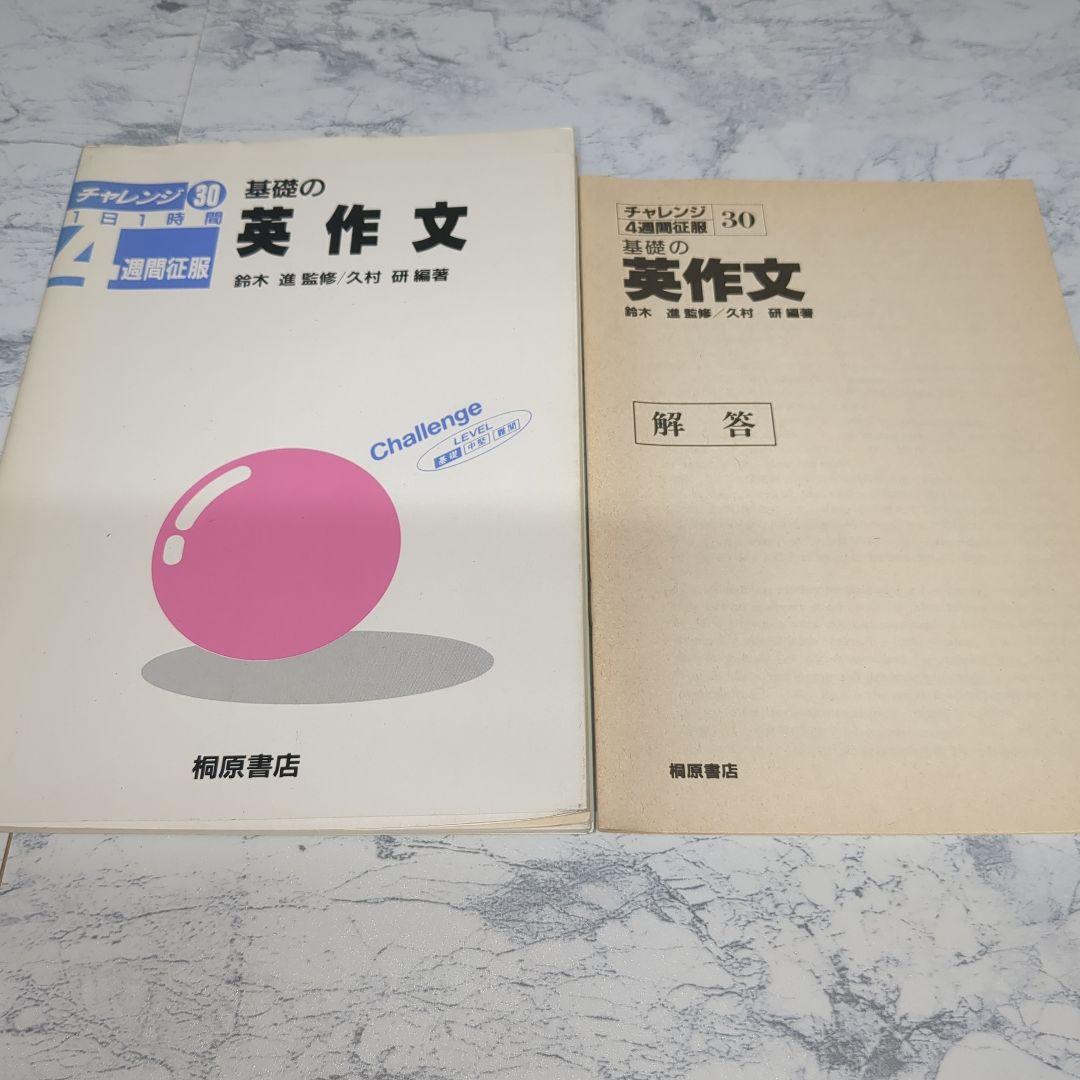 チャレンジ 30
1日1時間
4週間征服
基礎の
英作文
鈴木 進 監修/久村 研 編著
Challenge
LEVEL
基礎 中堅 難関
桐原書店
チャレンジ
4週間征服
30
基礎の
英作文
鈴木 進 監修/久村 研 編著
解答
桐原書店